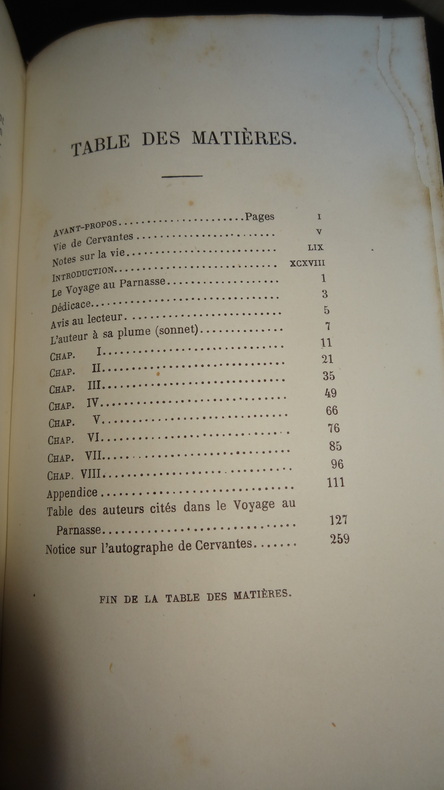 TABLE DES MATIÈRES.
AVANT-PROPOS.....................Pages I
Vie de Cervantes........................ V
Notes sur la vie......................... LIX
INTRODUCTION........................... XCXVIII
Le Voyage au Parnasse.................. 1
Dédicace............................... 3
Avis au lecteur......................... 5
L'auteur à sa plume (sonnet)............. 7
CHAP. I............................... 11
CHAP. II............................... 21
CHAP. III............................... 35
CHAP. IV............................... 49
CHAP. V............................... 66
CHAP. VI............................... 76
CHAP. VII............................... 85
CHAP. VIII............................... 96
Appendice............................... 111
Table des auteurs cités dans le Voyage au
Parnasse............................... 127
Notice sur l'autographe de Cervantes....... 259
FIN DE LA TABLE DES MATIÈRES.